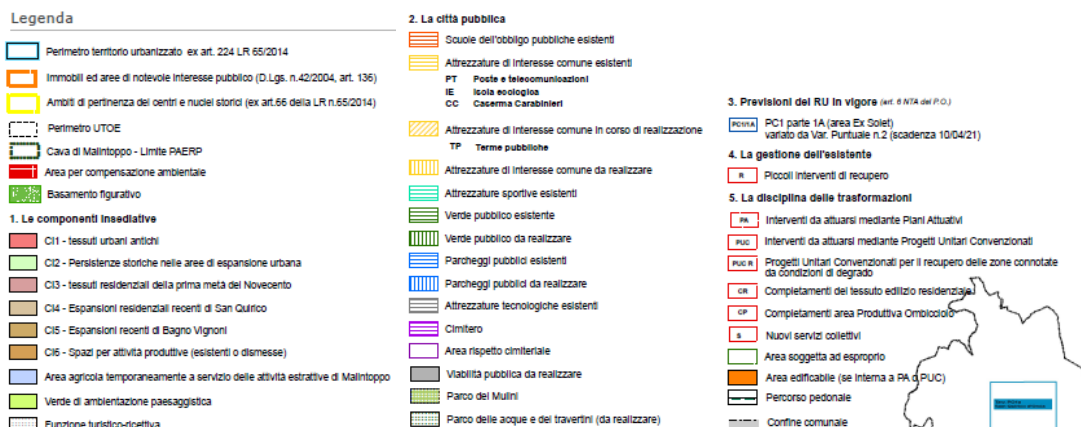 Legenda
Perimetro territorio urbanizzato ex art. 224 LR 65/2014
Immobili ed aree di notevole interesse pubblico (D.Lgs. n.42/2004, art. 136)
Ambiti di pertinenza dei centri e nuclei storici (ex art.66 della LR n.65/2014)
Perimetro UTOE
Cava di Malintoppo - Limite PAERP
Area per compensazione ambientale
Basamento figurativo
1. Le componenti insediative
CI1 - tessuti urbani antichi
CI2 - Persistenze storiche nelle aree di espansione urbana
CI3 - tessuti residenziali della prima metà del Novecento
CI4 - Espansioni residenziali recenti di San Quirico
CI5 - Espansioni recenti di Bagno Vignoni
CI6 - Spazi per attività produttive (esistenti o dismesse)
Area agricola temporaneamente a servizio delle attività estrattive di Malintoppo
Verde di ambientazione paesaggistica
Funzione turistico-ricettiva
2. La città pubblica
Scuole dell'obbligo pubbliche esistenti
Attrezzature di interesse comune esistenti
PT Poste e telecomunicazioni
IE Isola ecologica
CC Caserma Carabinieri
Attrezzature di interesse comune in corso di realizzazione
TP Terme pubbliche
Attrezzature di interesse comune da realizzare
Attrezzature sportive esistenti
Verde pubblico esistente
Verde pubblico da realizzare
Parcheggi pubblici esistenti
Parcheggi pubblici da realizzare
Attrezzature tecnologiche esistenti
Cimitero
Area rispetto cimiteriale
Viabilità pubblica da realizzare
Parco dei Mulini
Parco delle acque e dei travertini (da realizzare)
3. Previsioni del RU in vigore (art. 6 NTA del P.O.)
PC1/1A PC1 parte 1A (area Ex Solet)
variato da Var. Puntuale n.2 (scadenza 10/04/21)
4. La gestione dell'esistente
R Piccoli interventi di recupero
5. La disciplina delle trasformazioni
PA Interventi da attuarsi mediante Piani Attuativi
PUC Interventi da attuarsi mediante Progetti Unitari Convenzionati
PUC R Progetti Unitari Convenzionati per il recupero delle zone connotate
da condizioni di degrado
CR Completamenti del tessuto edilizio residenziale
CP Completamenti area Produttiva Ombicciolo
S Nuovi servizi collettivi
Area soggetta ad esproprio
Area edificabile (se interna a PA o PUC)
Percorso pedonale
Confine comunale